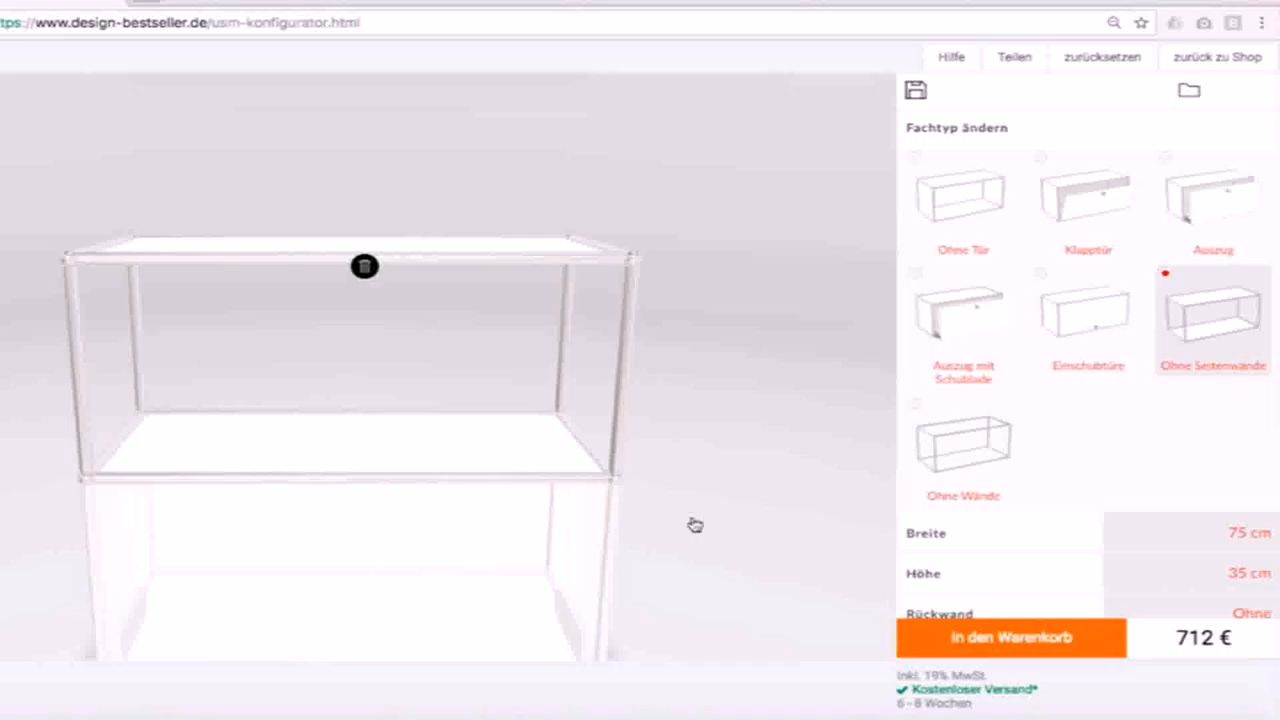 tps://www.design-bestseller.de/usm-konfigurator.html
Hilfe
Teilen
zurücksetzen
zurück zu Shop
Fachtyp ändern
Ohne Tür
Klapptür
Auszug
Auszug mit
Schublade
Einschubtüre
Ohne Seitenwände
Ohne Wände
Breite
75 cm
Höhe
35 cm
Rückwand
Ohne
In den Warenkorb
712 €
Inkl. 19% MwSt.
Kostenloser Versand*
6-8 Wochen